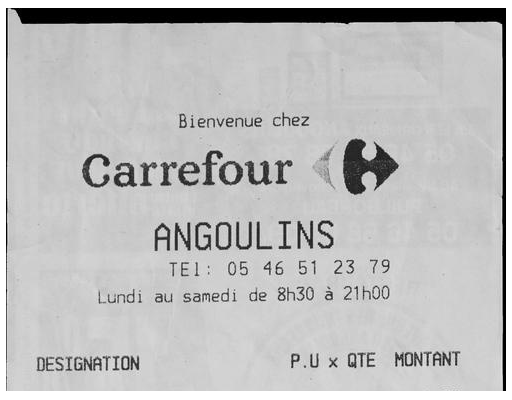 Bienvenue chez
Carrefour
ANGOULINS
TEl: 05 46 51 23 79
Lundi au samedi de 8h30 à 21h00
DESIGNATION P.U x QTE MONTANT